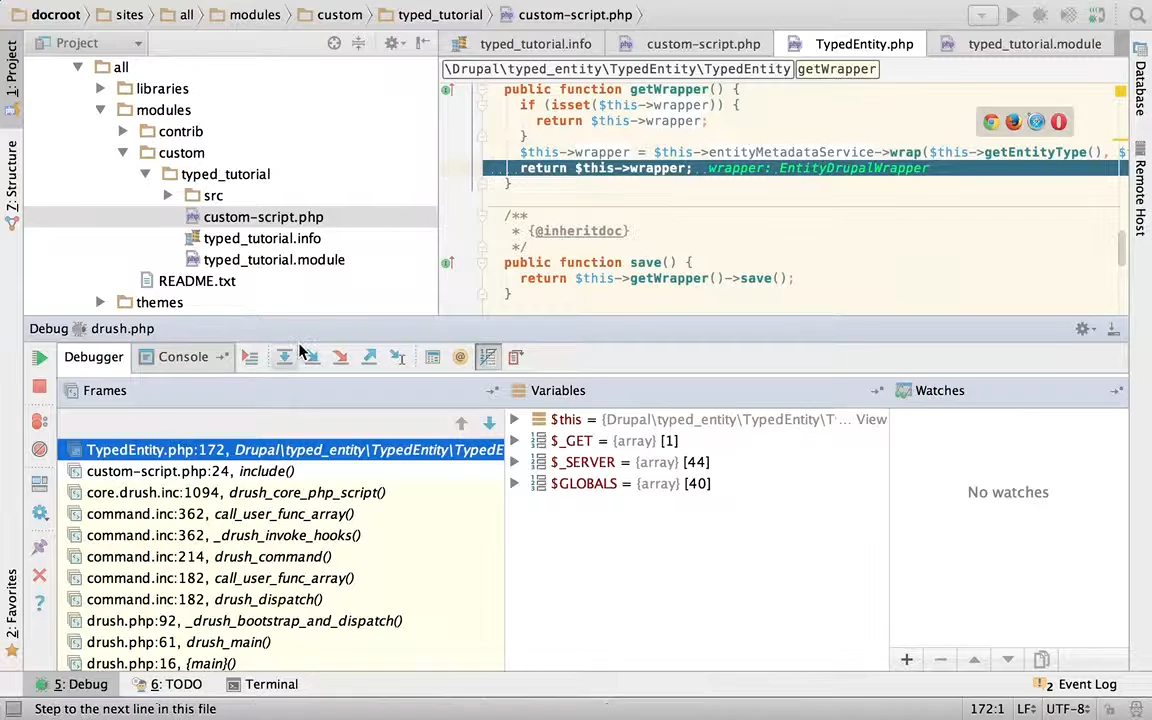 docroot sites all modules custom typed_tutorial custom-script.php
1: Project
Project
typed_tutorial.info custom-script.php TypedEntity.php typed_tutorial.module
\Drupal\typed_entity\TypedEntity\TypedEntity getWrapper
all
libraries
modules
contrib
custom
typed_tutorial
src
custom-script.php
typed_tutorial.info
typed_tutorial.module
README.txt
themes
public function getWrapper() {
if (isset($this->wrapper)) {
return $this->wrapper;
}
$this->wrapper = $this->entityMetadataService->wrap($this->getEntityType(), $
return $this->wrapper; wrapper: EntityDrupalWrapper
}
/**
* {@inheritdoc}
*/
public function save() {
return $this->getWrapper()->save();
}
Database
Remote Host
Z: Structure
2: Favorites
Debug drush.php
Debugger Console
Frames
Variables
Watches
TypedEntity.php:172, Drupal\typed_entity\TypedEntity\TypedE
custom-script.php:24, include()
core.drush.inc:1094, drush_core_php_script()
command.inc:362, call_user_func_array()
command.inc:362, _drush_invoke_hooks()
command.inc:214, drush_command()
command.inc:182, call_user_func_array()
command.inc:182, drush_dispatch()
drush.php:92, _drush_bootstrap_and_dispatch()
drush.php:61, drush_main()
drush.php:16, {main}()
$this = {Drupal\typed_entity\TypedEntity\T... View
$_GET = {array} [1]
$_SERVER = {array} [44]
$GLOBALS = {array} [40]
No watches
5: Debug 6: TODO Terminal 2 Event Log
Step to the next line in this file 172:1 LF UTF-8